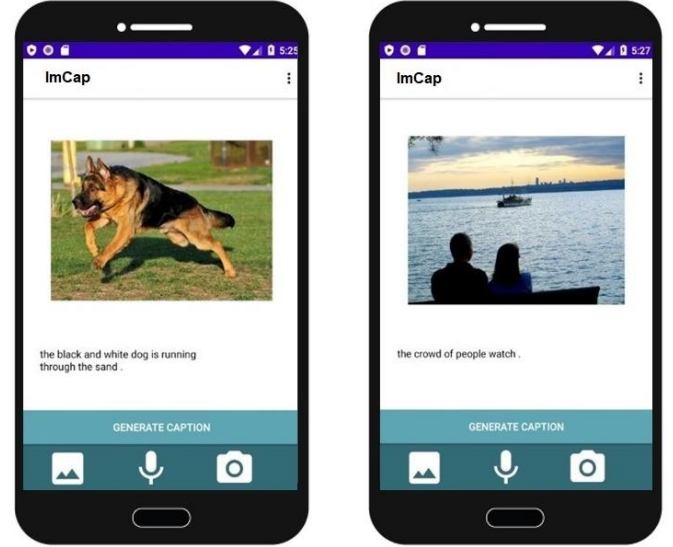 5:25
ImCap
the black and white dog is running
through the sand .
GENERATE CAPTION
5:27
ImCap
the crowd of people watch .
GENERATE CAPTION